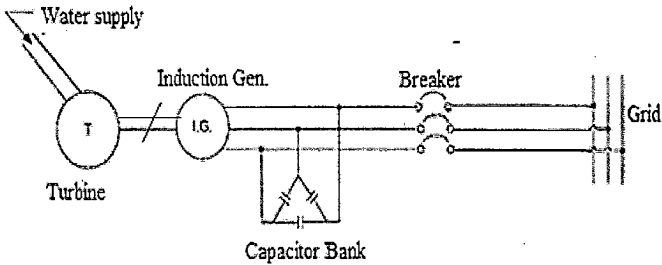 Water supply
Induction Gen.
Breaker
Grid
T
I.G.
Turbine
Capacitor Bank